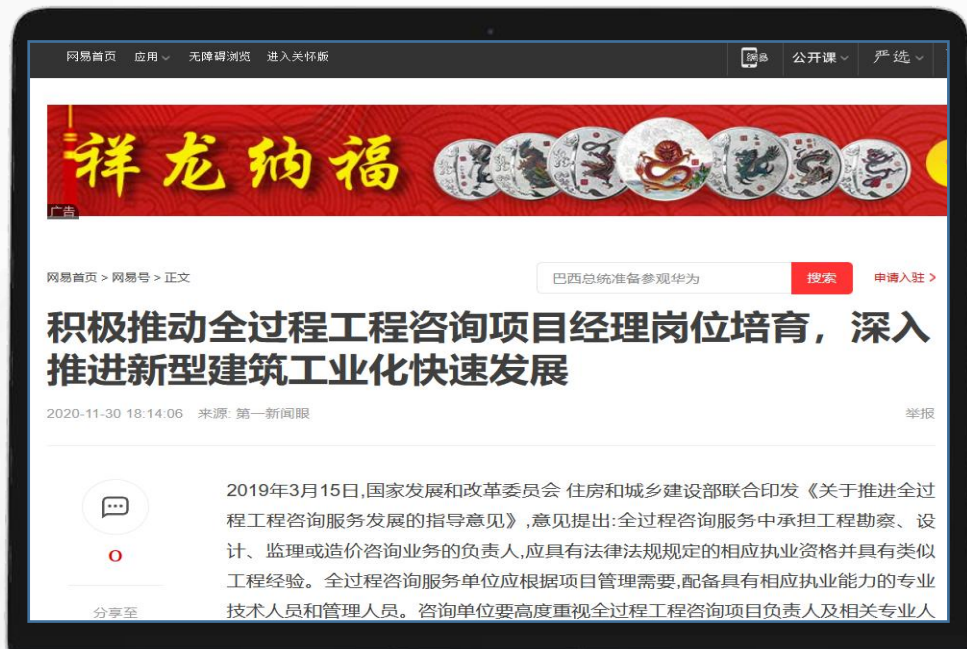 网易首页 应用 无障碍浏览 进入关怀版 公开课 严选
祥龙纳福
广告
网易首页 > 网易号 > 正文 巴西总统准备参观华为 搜索 申请入驻 >
积极推动全过程工程咨询项目经理岗位培育，深入
推进新型建筑工业化快速发展
2020-11-30 18:14:06 来源: 第一新闻眼 举报
2019年3月15日,国家发展和改革委员会 住房和城乡建设部联合印发《关于推进全过
程工程咨询服务发展的指导意见》,意见提出:全过程咨询服务中承担工程勘察、设
计、监理或造价咨询业务的负责人,应具有法律法规规定的相应执业资格并具有类似
0
工程经验。全过程咨询服务单位应根据项目管理需要,配备具有相应执业能力的专业
分享至
技术人员和管理人员。咨询单位要高度重视全过程工程咨询项目负责人及相关专业人